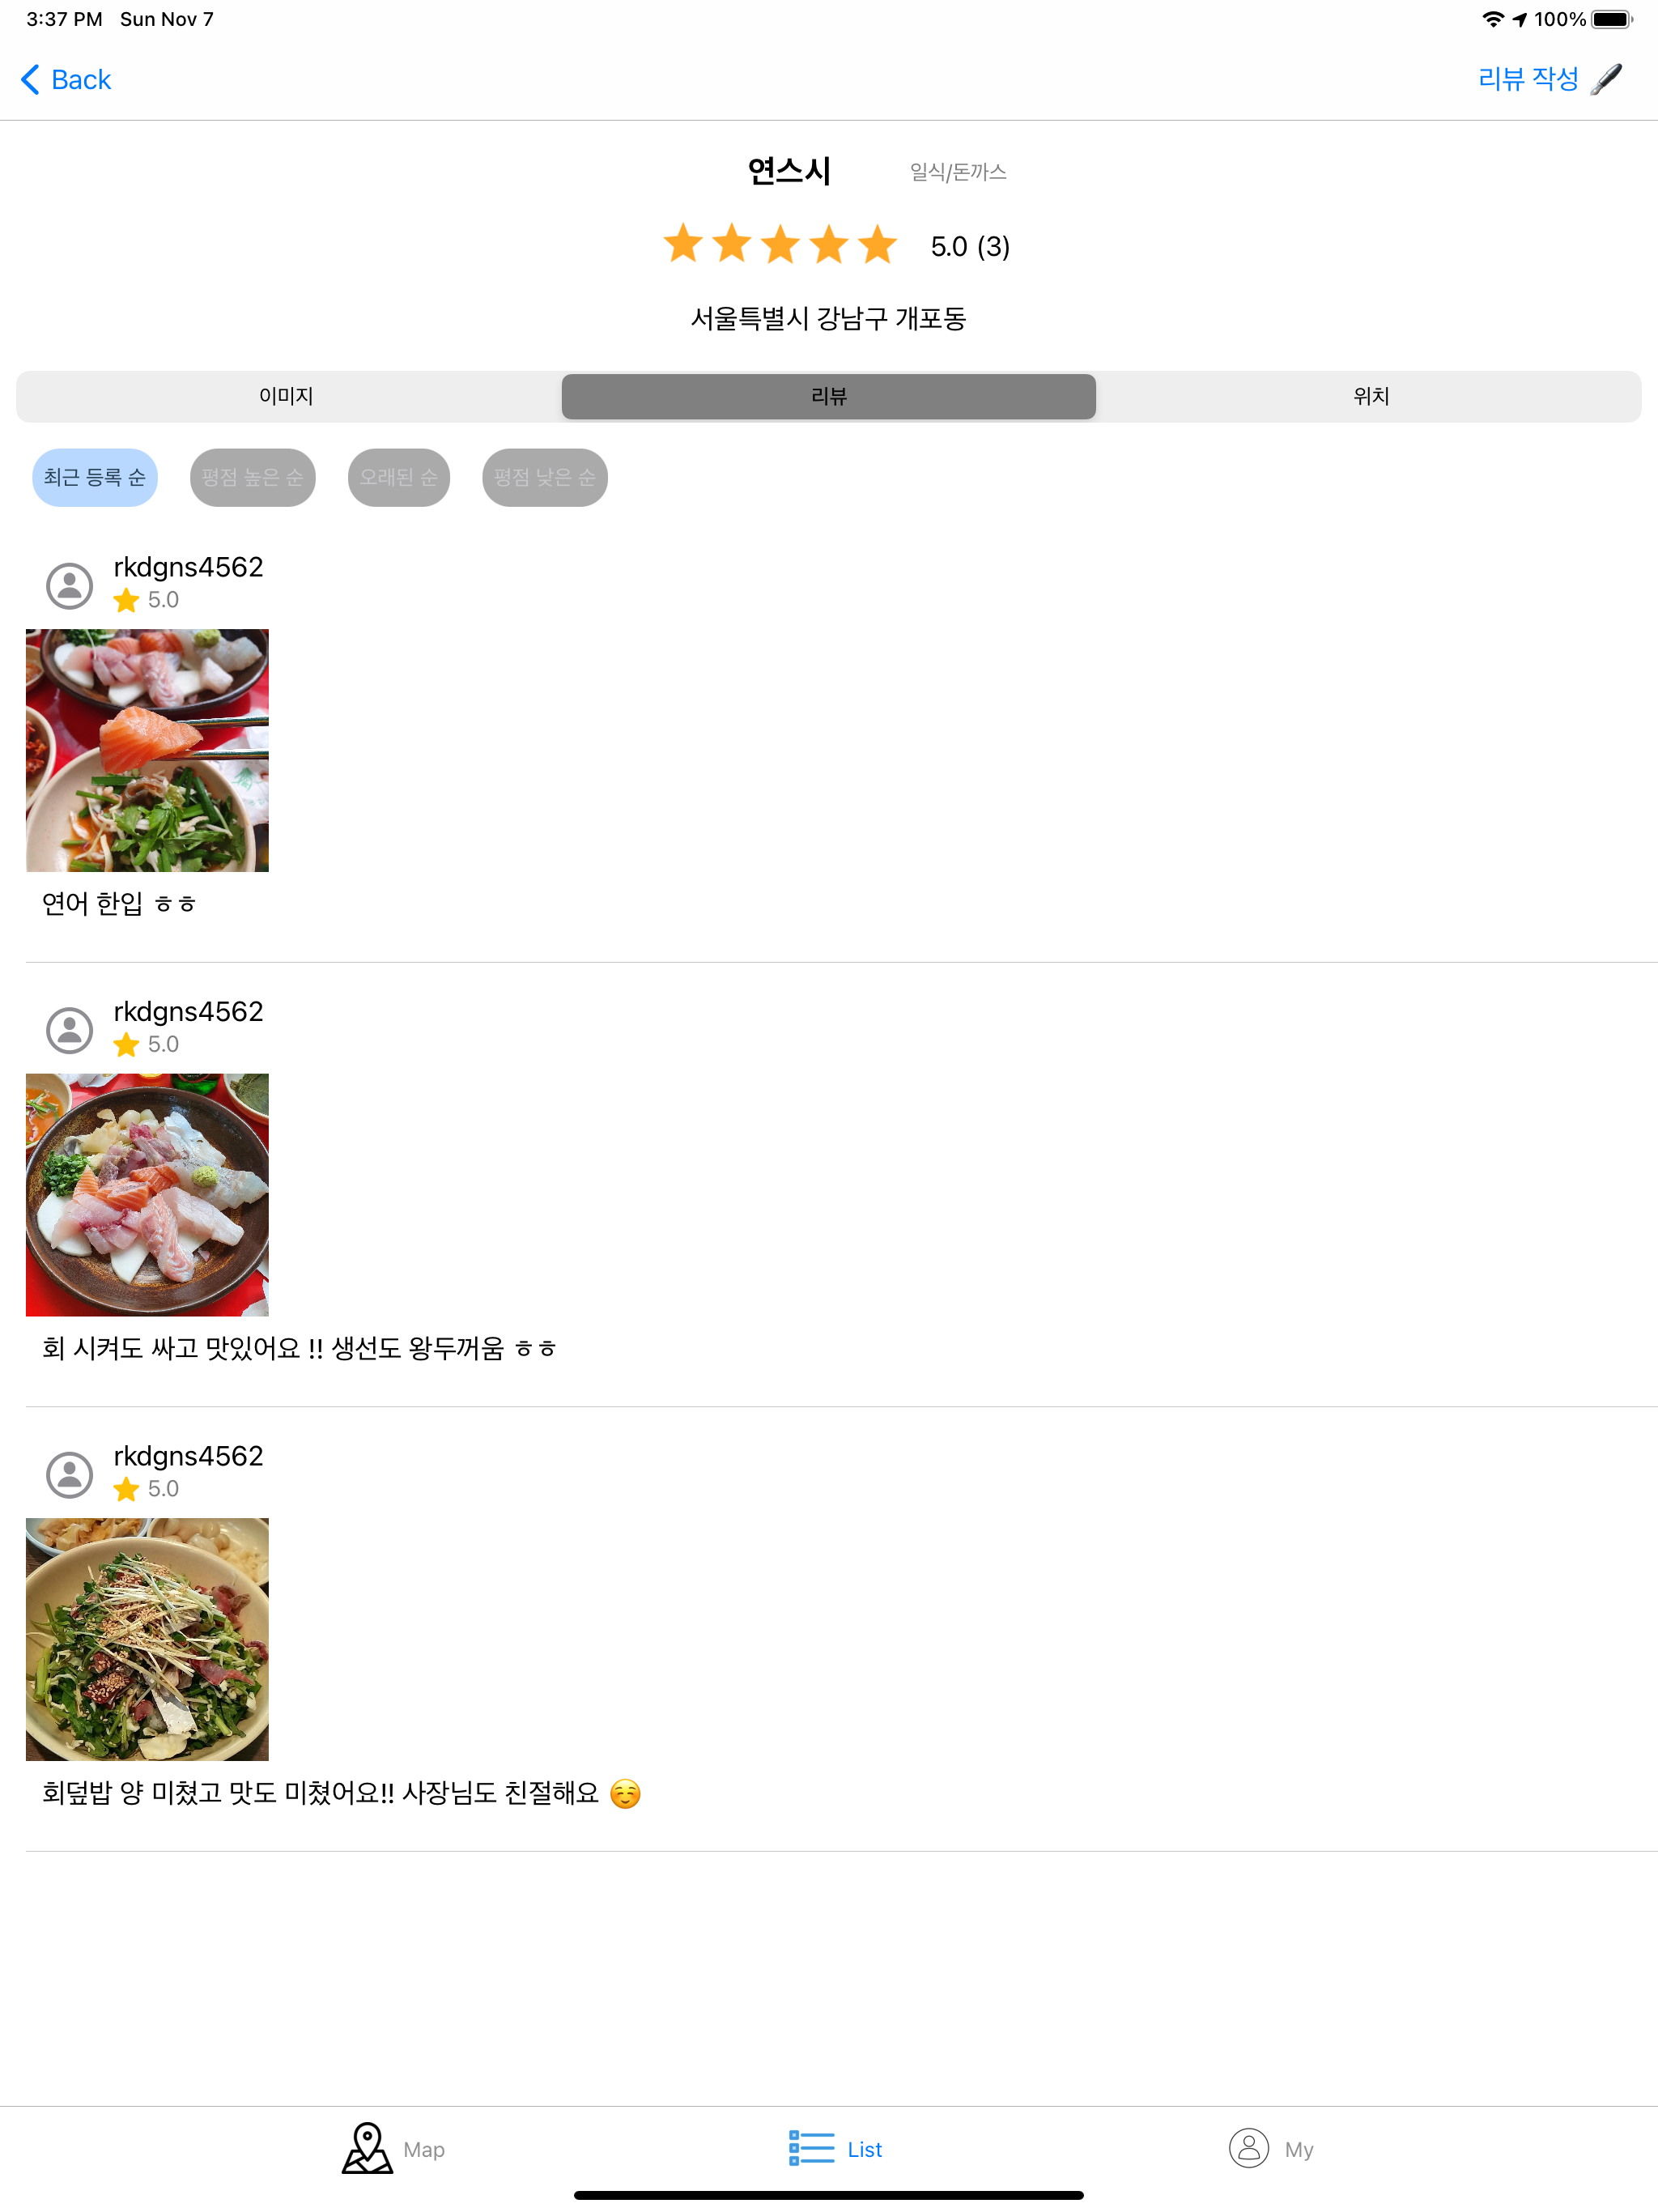 3:37 PM Sun Nov 7 100%
Back 리뷰 작성
연스시 일식/돈까스
5.0 (3)
서울특별시 강남구 개포동
이미지 리뷰 위치
최근 등록 순 평점 높은 순 오래된 순 평점 낮은 순
rkdgns4562
5.0
연어 한입 ㅎㅎ
rkdgns4562
5.0
회 시켜도 싸고 맛있어요 !! 생선도 왕두꺼움 ㅎㅎ
rkdgns4562
5.0
회덮밥 양 미쳤고 맛도 미쳤어요!! 사장님도 친절해요 ☺️
Map List My